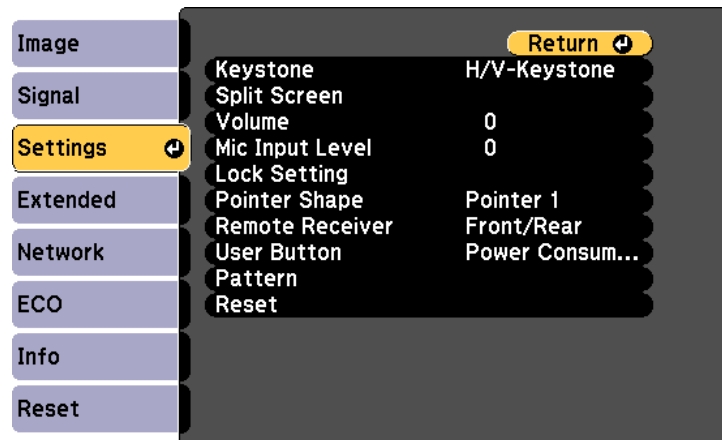 Image
Signal
Settings
Extended
Network
ECO
Info
Reset
Return
Keystone H/V-Keystone
Split Screen
Volume 0
Mic Input Level 0
Lock Setting
Pointer Shape Pointer 1
Remote Receiver Front/Rear
User Button Power Consum...
Pattern
Reset